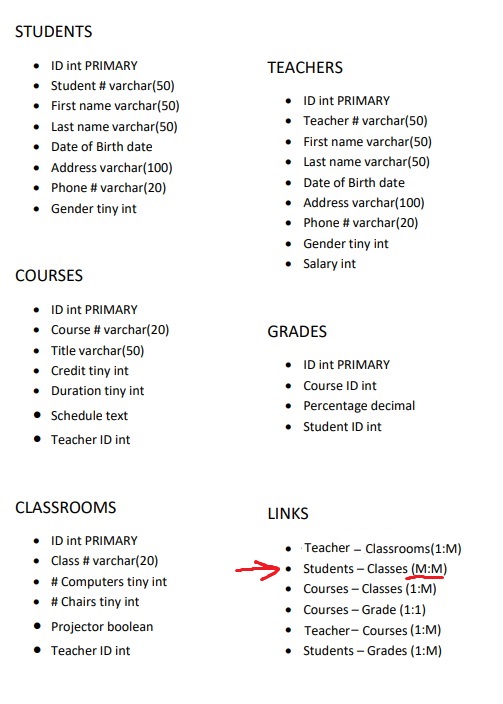 STUDENTS
ID int PRIMARY
Student # varchar(50)
First name varchar(50)
Last name varchar(50)
Date of Birth date
Address varchar(100)
Phone # varchar(20)
Gender tiny int
TEACHERS
ID int PRIMARY
Teacher # varchar(50)
First name varchar(50)
Last name varchar(50)
Date of Birth date
Address varchar(100)
Phone # varchar(20)
Gender tiny int
Salary int
COURSES
ID int PRIMARY
Course # varchar(20)
Title varchar(50)
Credit tiny int
Duration tiny int
Schedule text
Teacher ID int
GRADES
ID int PRIMARY
Course ID int
Percentage decimal
Student ID int
CLASSROOMS
ID int PRIMARY
Class # varchar(20)
# Computers tiny int
# Chairs tiny int
Projector boolean
Teacher ID int
LINKS
Teacher – Classrooms(1:M)
Students – Classes (M:M)
Courses – Classes (1:M)
Courses – Grade (1:1)
Teacher – Courses (1:M)
Students – Grades (1:M)